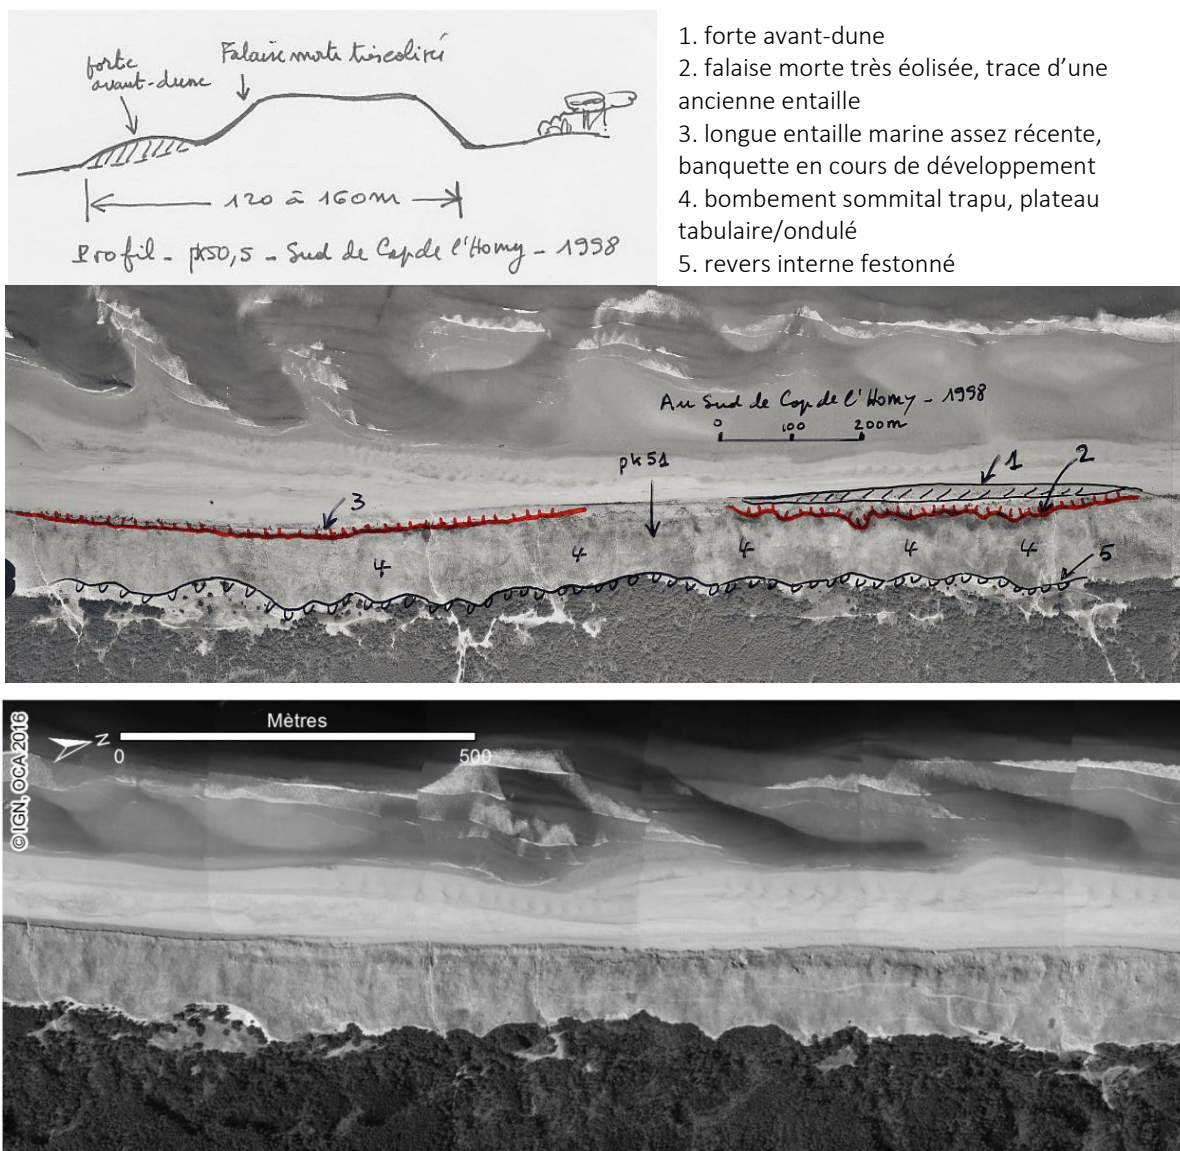 forte
avant-dune
Falaise morte très eolisée
120 à 160m
Profil - pk50,5 - Sud de Cap de l'Homy - 1998
1. forte avant-dune
2. falaise morte très éolisée, trace d'une
ancienne entaille
3. longue entaille marine assez récente,
banquette en cours de développement
4. bombement sommital trapu, plateau
tabulaire/ondulé
5. revers interne festonné
Au Sud de Cap de l'Homy - 1998
0 100 200m
pk51
1
2
3
4 4 4 4 4
5
© IGN, OCA 2016
N
Mètres
0 500